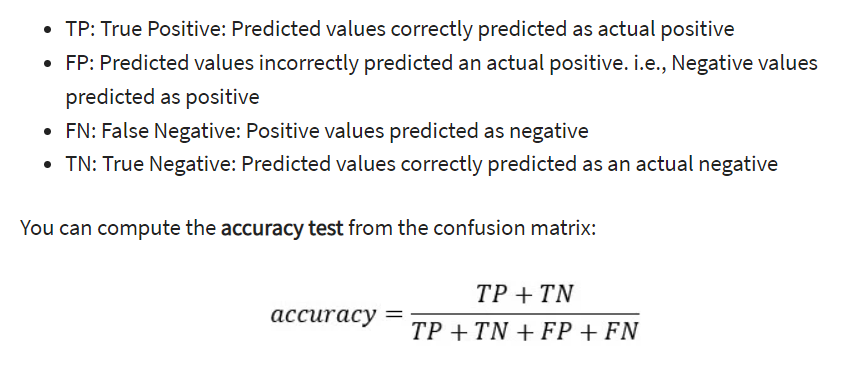 • TP: True Positive: Predicted values correctly predicted as actual positive
• FP: Predicted values incorrectly predicted an actual positive. i.e., Negative values
predicted as positive
• FN: False Negative: Positive values predicted as negative
• TN: True Negative: Predicted values correctly predicted as an actual negative
You can compute the accuracy test from the confusion matrix:
accuracy = \frac{TP + TN}{TP + TN + FP + FN}